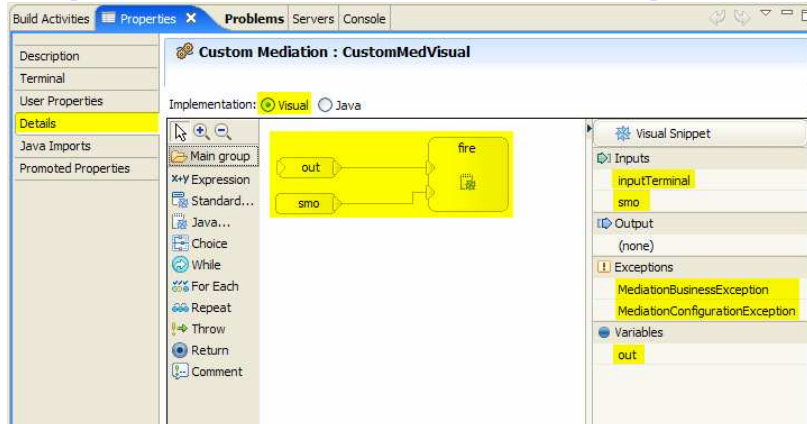 Build Activities Properties Problems Servers Console
Custom Mediation : CustomMedVisual
Description
Terminal
User Properties
Details
Java Imports
Promoted Properties
Implementation: Visual Java
Main group
X+Y Expression
Standard...
Java...
Choice
While
For Each
Repeat
Throw
Return
Comment
out
smo
fire
Visual Snippet
Inputs
inputTerminal
smo
Output
(none)
Exceptions
MediationBusinessException
MediationConfigurationException
Variables
out